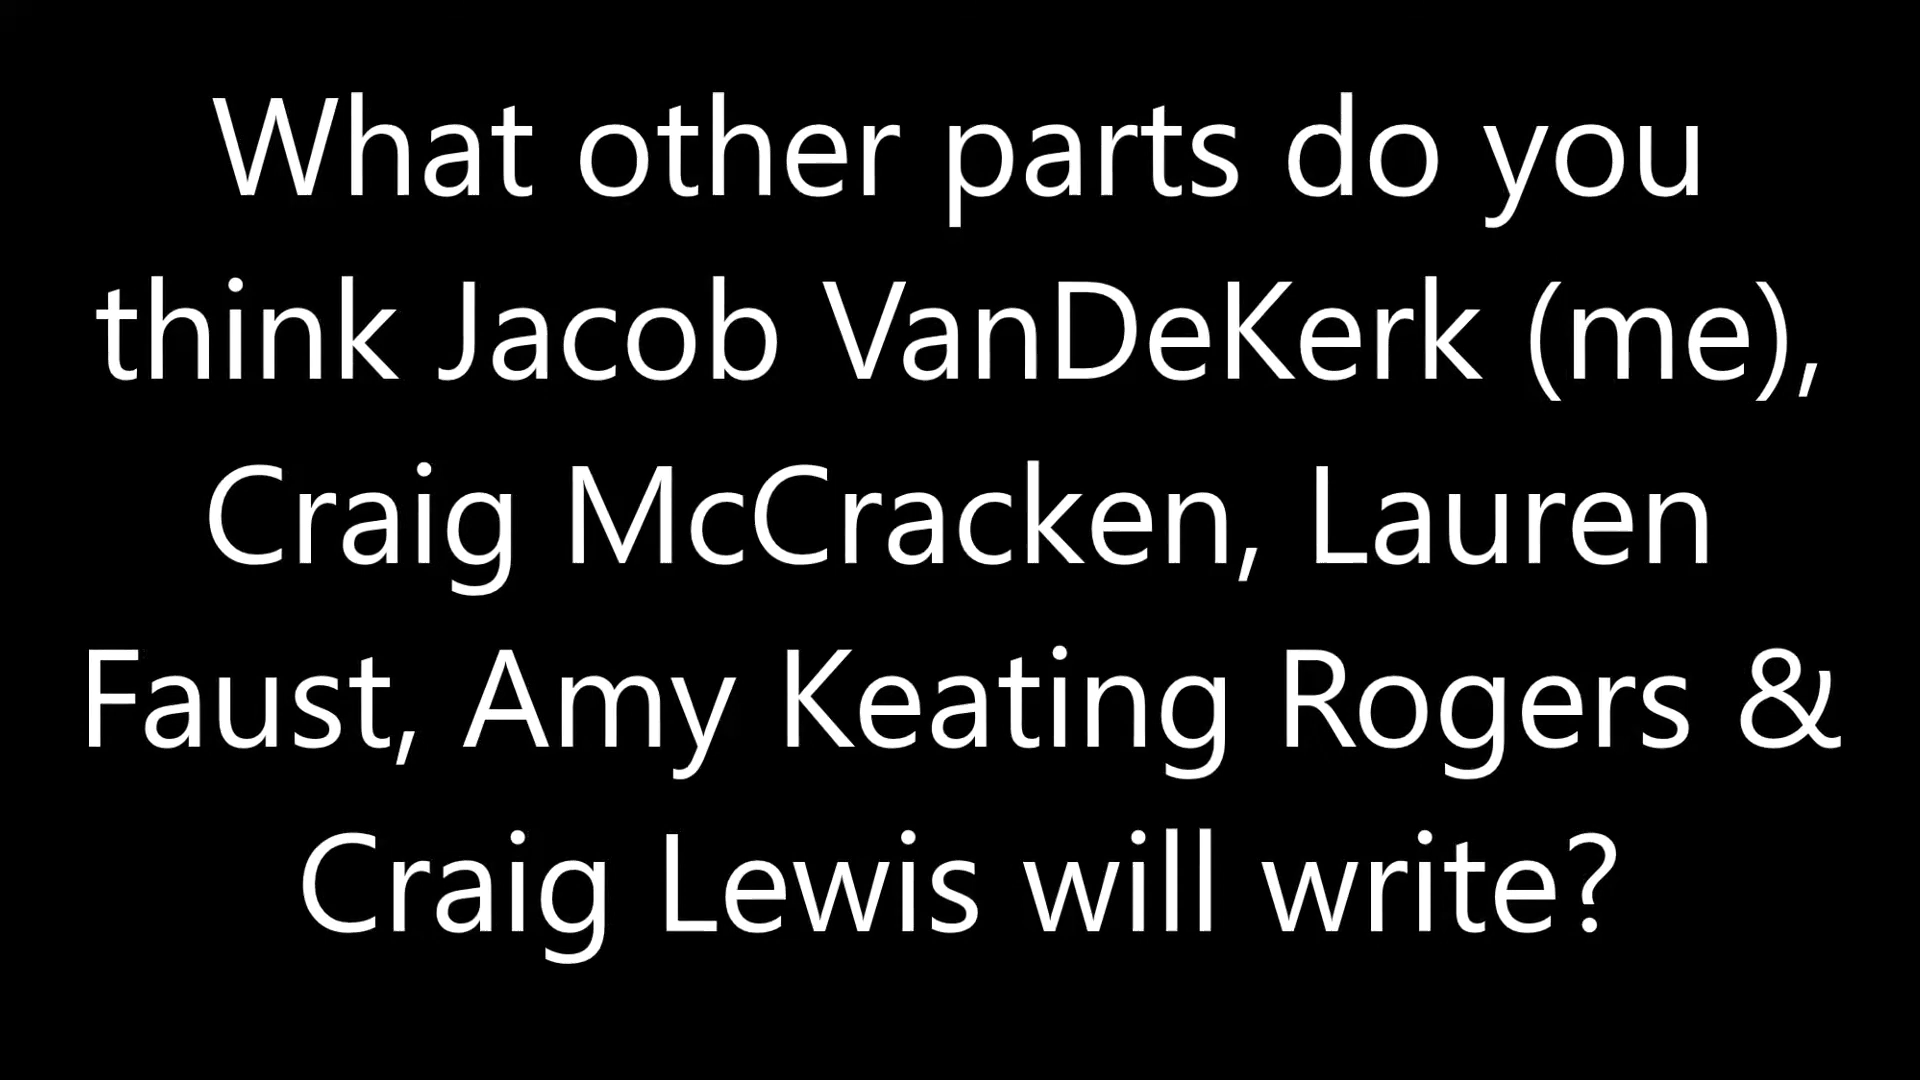 What other parts do you
think Jacob VanDeKerk (me),
Craig McCracken, Lauren
Faust, Amy Keating Rogers &
Craig Lewis will write?